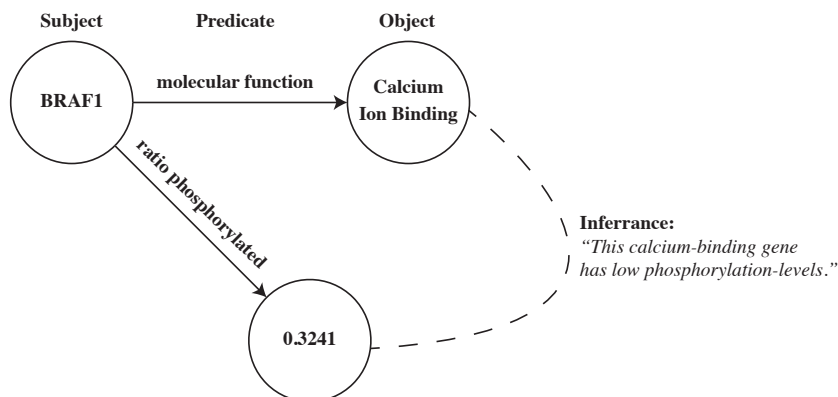 Subject Predicate Object
BRAF1
molecular function
Calcium
Ion Binding
ratio phosphorylated
Inferrance:
“This calcium-binding gene
has low phosphorylation-levels.”
0.3241